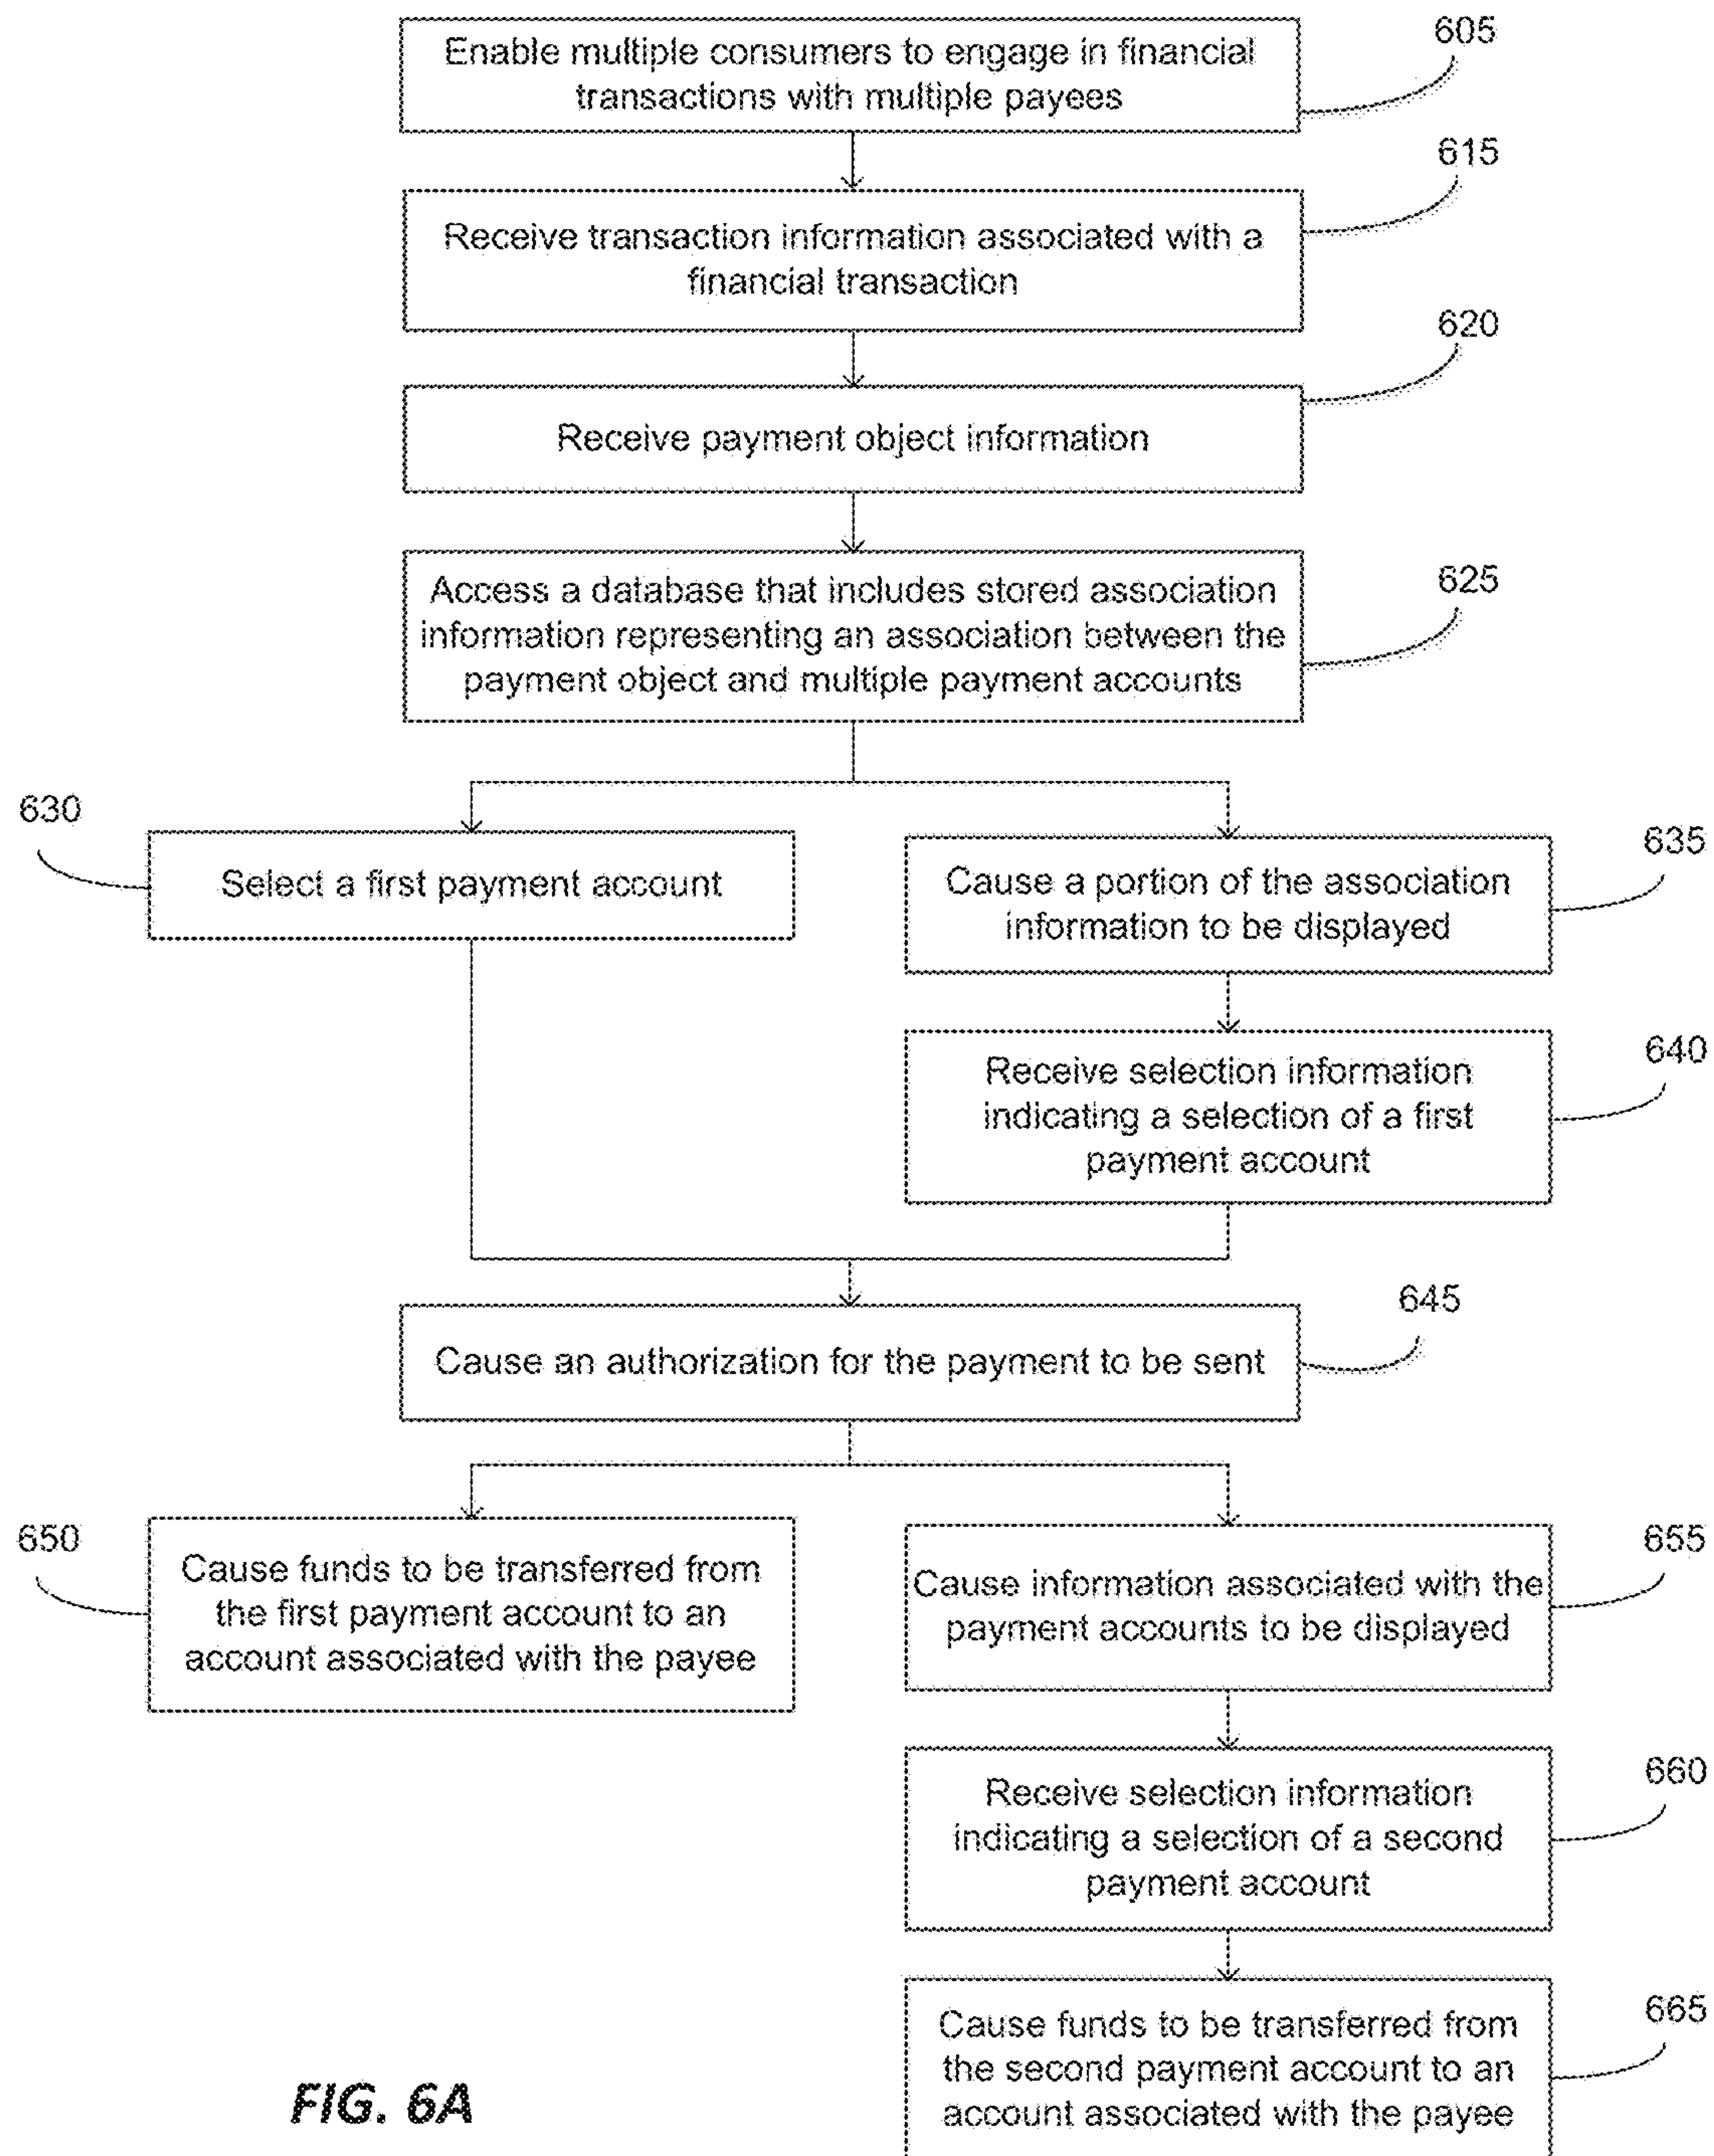 Enable multiple consumers to engage in financial
transactions with multiple payees
605
Receive transaction information associated with a
financial transaction
615
Receive payment object information
620
Access a database that includes stored association
information representing an association between the
payment object and multiple payment accounts
625
630
Select a first payment account
Cause a portion of the association
information to be displayed
635
Receive selection information
indicating a selection of a first
payment account
640
Cause an authorization for the payment to be sent
645
650
Cause funds to be transferred from
the first payment account to an
account associated with the payee
Cause information associated with the
payment accounts to be displayed
655
Receive selection information
indicating a selection of a second
payment account
660
Cause funds to be transferred from
the second payment account to an
account associated with the payee
665
FIG. 6A